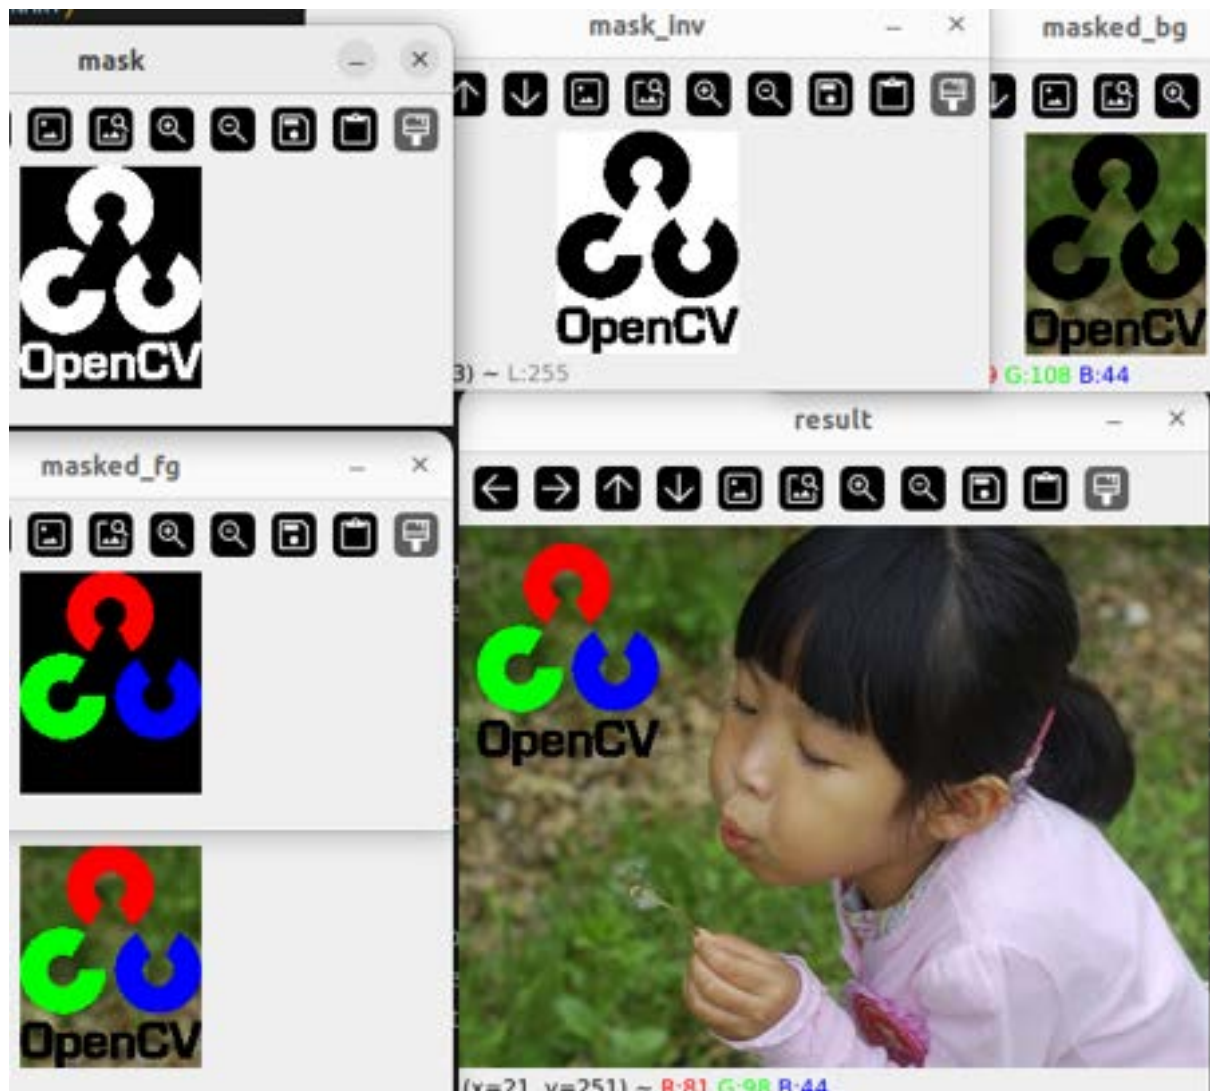 mask
mask_inv
masked_bg
OpenCV
OpenCV
OpenCV
3) ~ L:255
G:108 B:44
result
masked_fg
OpenCV
OpenCV
(x=21, y=251) ~ R:81 G:98 B:44